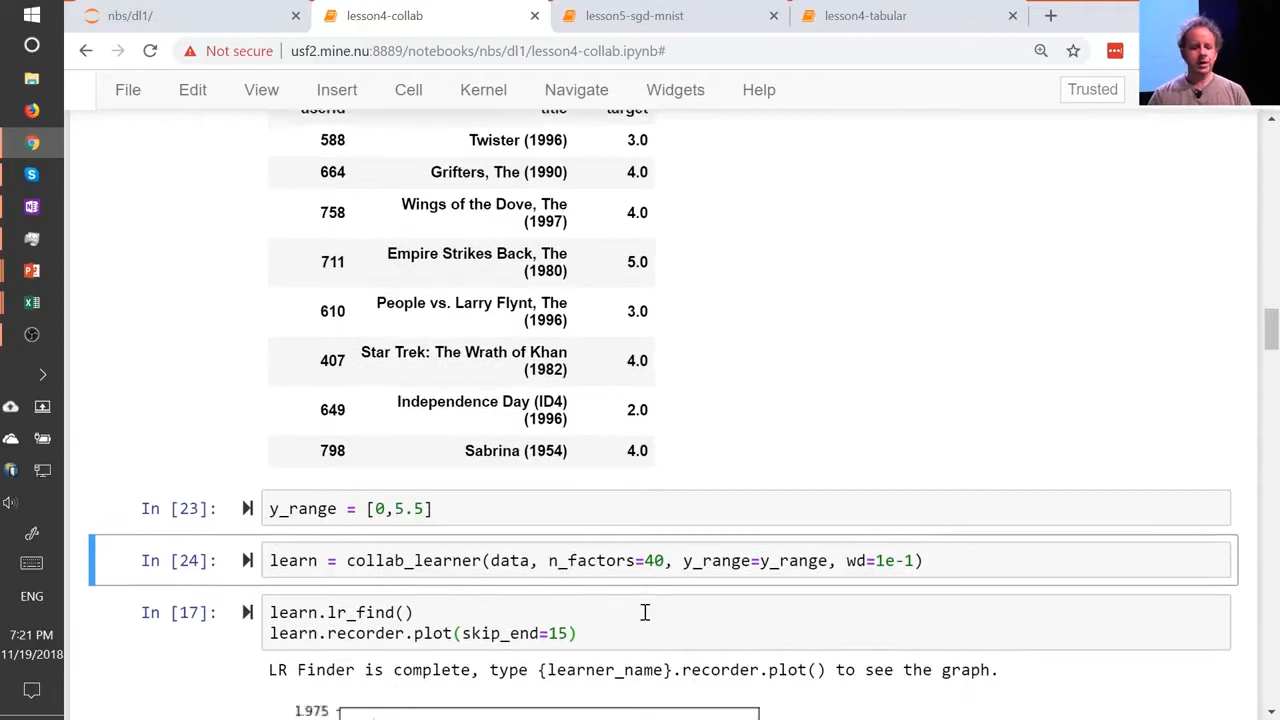 nbs/dl1/
lesson4-collab
lesson5-sgd-mnist
lesson4-tabular
Not secure
usf2.mine.nu:8889/notebooks/nbs/dl1/lesson4-collab.ipynb#
File Edit View Insert Cell Kernel Navigate Widgets Help
Trusted
userId title target
588 Twister (1996) 3.0
664 Grifters, The (1990) 4.0
758 Wings of the Dove, The 4.0
(1997)
711 Empire Strikes Back, The 5.0
(1980)
610 People vs. Larry Flynt, The 3.0
(1996)
407 Star Trek: The Wrath of Khan 4.0
(1982)
649 Independence Day (ID4) 2.0
(1996)
798 Sabrina (1954) 4.0
In [23]: y_range = [0,5.5]
In [24]: learn = collab_learner(data, n_factors=40, y_range=y_range, wd=1e-1)
In [17]: learn.lr_find()
learn.recorder.plot(skip_end=15)
LR Finder is complete, type {learner_name}.recorder.plot() to see the graph.
1.975
ENG
7:21 PM
11/19/2018